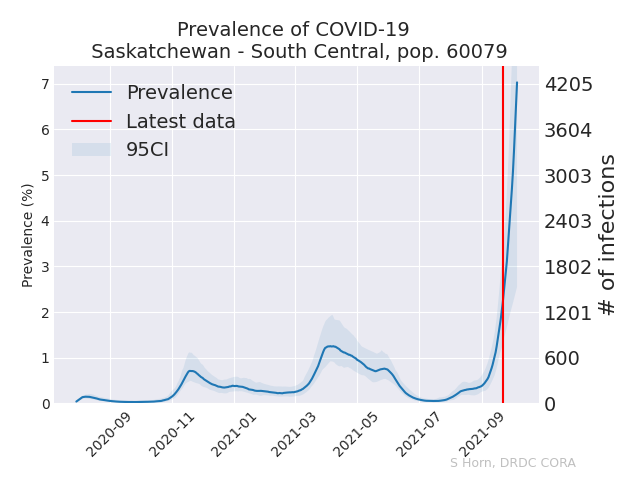 Prevalence of COVID-19
Saskatchewan - South Central, pop. 60079
Prevalence
Latest data
95CI
Prevalence (%)
7
6
5
4
3
2
1
0
4205
3604
3003
2403
1802
1201
600
0
# of infections
2020-09
2020-11
2021-01
2021-03
2021-05
2021-07
2021-09
S Horn, DRDC CORA